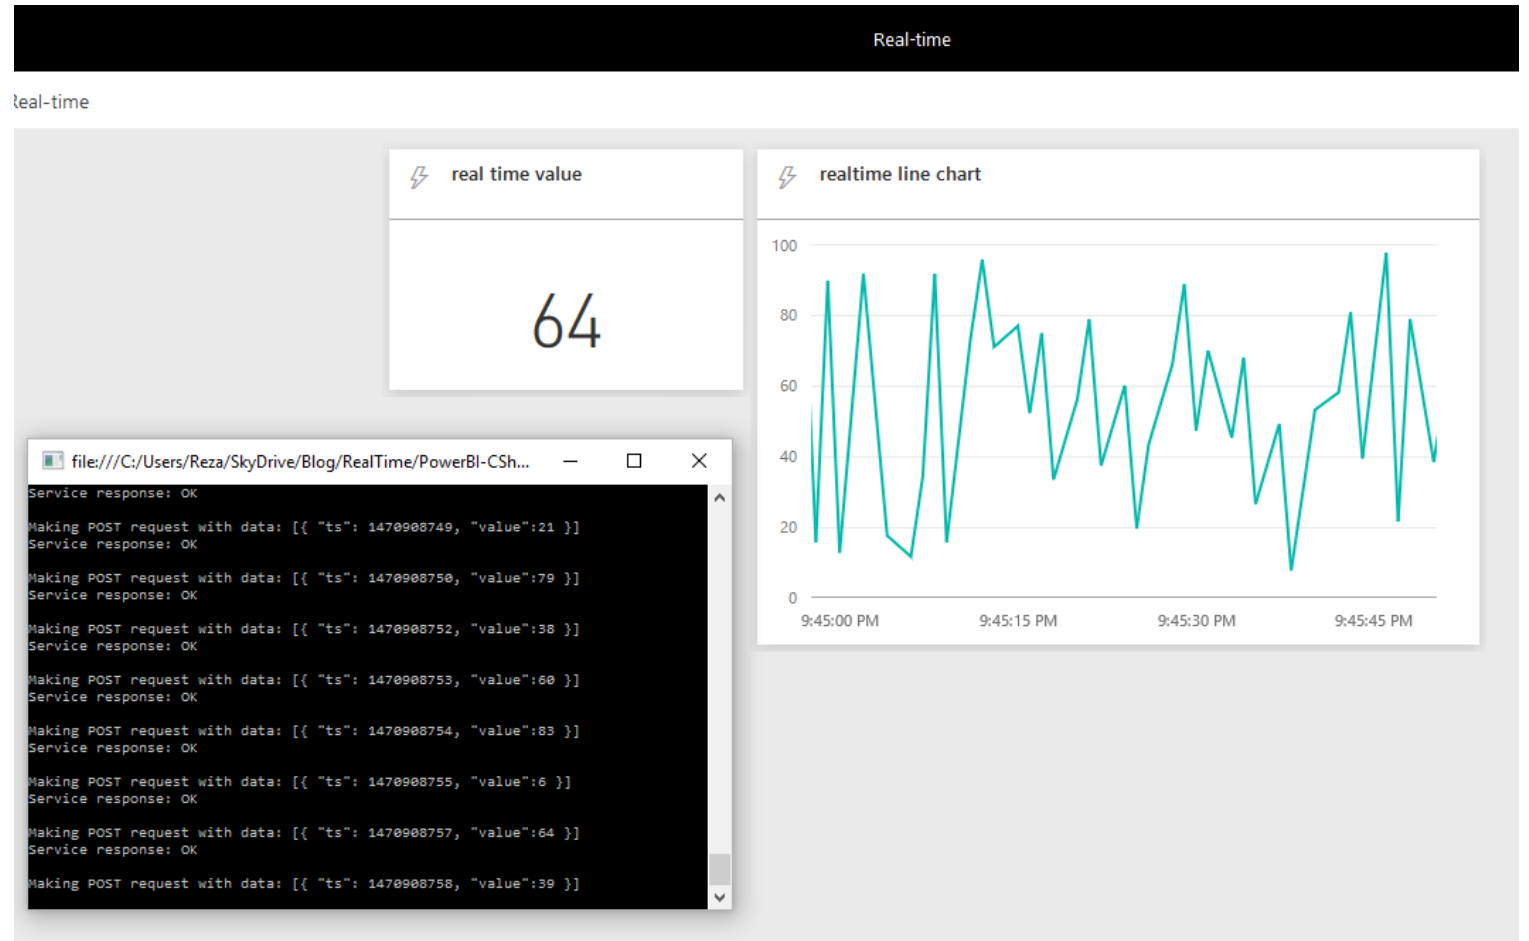 Real-time
Real-time
real time value
64
realtime line chart
100
80
60
40
20
0
9:45:00 PM 9:45:15 PM 9:45:30 PM 9:45:45 PM
file:///C:/Users/Reza/SkyDrive/Blog/RealTime/PowerBI-CSh...
Service response: OK
Making POST request with data: [{ "ts": 1470908749, "value":21 }]
Service response: OK
Making POST request with data: [{ "ts": 1470908750, "value":79 }]
Service response: OK
Making POST request with data: [{ "ts": 1470908752, "value":38 }]
Service response: OK
Making POST request with data: [{ "ts": 1470908753, "value":60 }]
Service response: OK
Making POST request with data: [{ "ts": 1470908754, "value":83 }]
Service response: OK
Making POST request with data: [{ "ts": 1470908755, "value":6 }]
Service response: OK
Making POST request with data: [{ "ts": 1470908757, "value":64 }]
Service response: OK
Making POST request with data: [{ "ts": 1470908758, "value":39 }]